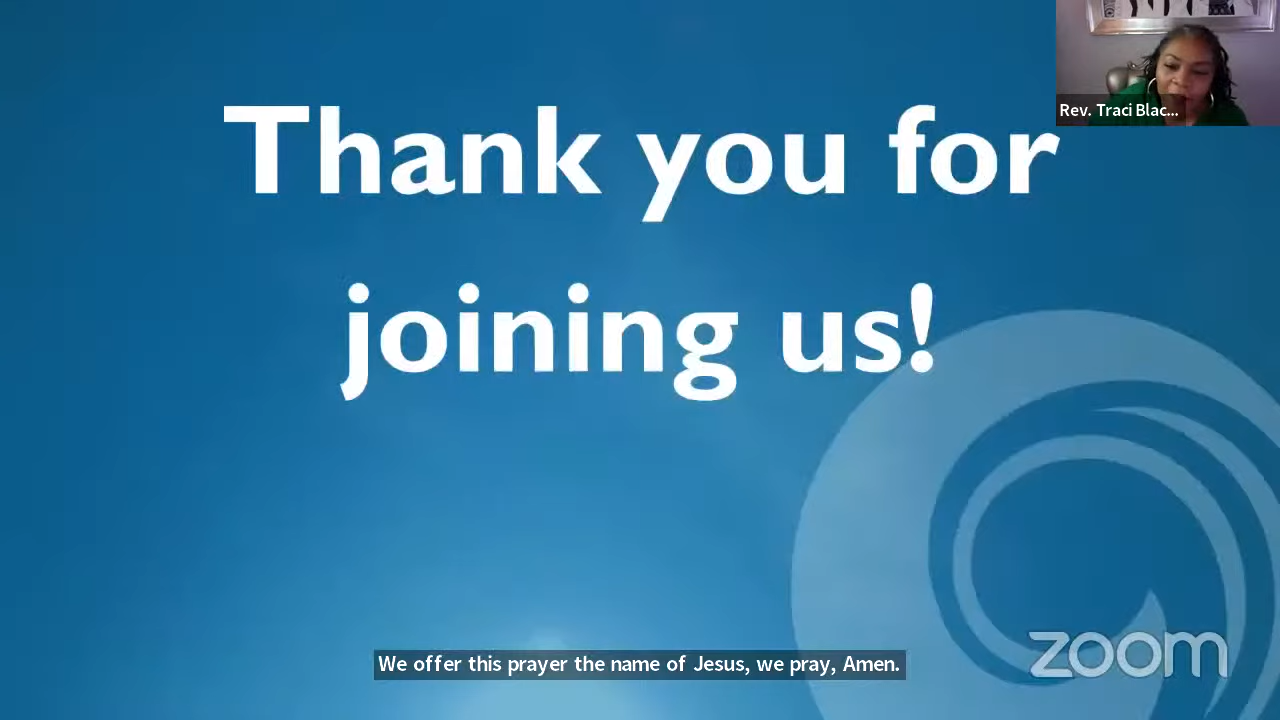 Rev. Traci Blac...
Thank you for
joining us!
zoom
We offer this prayer the name of Jesus, we pray, Amen.